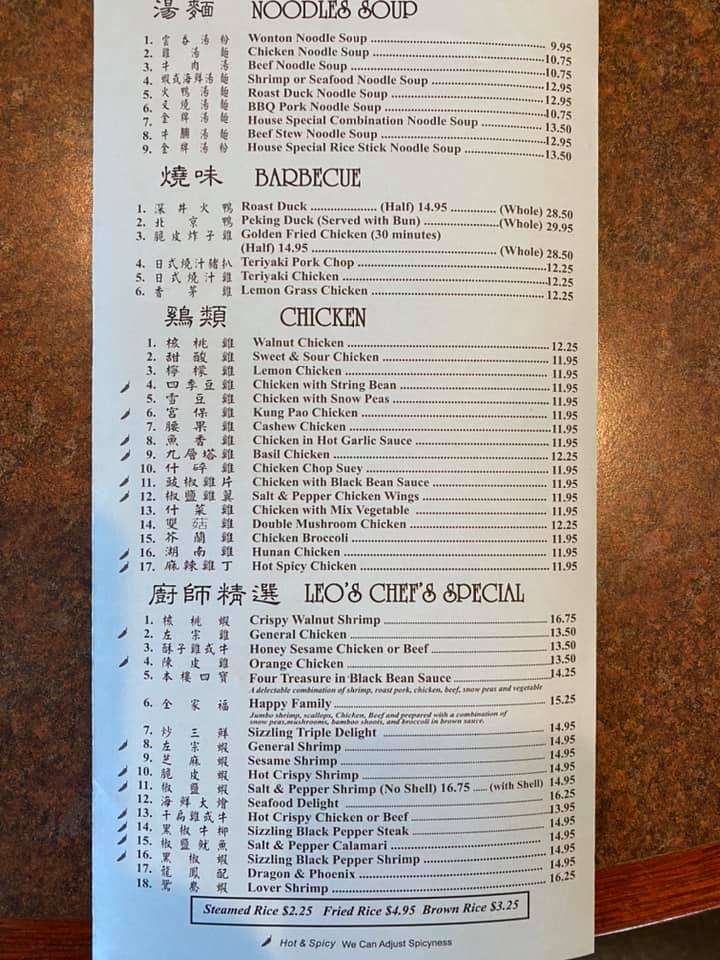 湯麵 NOODLES SOUP
1. 雲吞湯粉 Wonton Noodle Soup 9.95
2. 雞湯麵 Chicken Noodle Soup 10.75
3. 牛肉湯 Beef Noodle Soup 10.75
4. 蝦或海鮮湯麵 Shrimp or Seafood Noodle Soup 12.95
5. 火鴨湯麵 Roast Duck Noodle Soup 12.95
6. 叉燒湯麵 BBQ Pork Noodle Soup 10.75
7. 金牌湯麵 House Special Combination Noodle Soup 13.50
8. 牛腩湯麵 Beef Stew Noodle Soup 12.95
9. 金牌湯粉 House Special Rice Stick Noodle Soup 13.50
燒味 BARBECUE
1. 深井火鴨 Roast Duck (Half) 14.95 (Whole) 28.50
2. 北京鴨 Peking Duck (Served with Bun) (Whole) 29.95
3. 脆皮炸子雞 Golden Fried Chicken (30 minutes)
(Half) 14.95 (Whole) 28.50
4. 日式燒汁豬扒 Teriyaki Pork Chop 12.25
5. 日式燒汁雞 Teriyaki Chicken 12.25
6. 香茅雞 Lemon Grass Chicken 12.25
鷄類 CHICKEN
1. 核桃雞 Walnut Chicken 12.25
2. 甜酸雞 Sweet & Sour Chicken 11.95
3. 檸檬雞 Lemon Chicken 11.95
4. 四季豆雞 Chicken with String Bean 11.95
5. 雪豆雞 Chicken with Snow Peas 11.95
6. 宮保雞 Kung Pao Chicken 11.95
7. 腰果雞 Cashew Chicken 11.95
8. 魚香雞 Chicken in Hot Garlic Sauce 11.95
9. 九層塔雞 Basil Chicken 12.25
10. 什碎雞 Chicken Chop Suey 11.95
11. 豉椒雞片 Chicken with Black Bean Sauce 11.95
12. 椒鹽雞翼 Salt & Pepper Chicken Wings 11.95
13. 什菜雞 Chicken with Mix Vegetable 11.95
14. 雙菇雞 Double Mushroom Chicken 12.25
15. 芥蘭雞 Chicken Broccoli 11.95
16. 湖南雞 Hunan Chicken 11.95
17. 麻辣雞丁 Hot Spicy Chicken 11.95
廚師精選 LEO'S CHEF'S SPECIAL
1. 核桃蝦 Crispy Walnut Shrimp 16.75
2. 左宗雞 General Chicken 13.50
3. 酥子雞或牛 Honey Sesame Chicken or Beef 13.50
4. 陳皮雞 Orange Chicken 13.50
5. 本樓四寶 Four Treasure in Black Bean Sauce 14.25
A delectable combination of shrimp, roast pork, chicken, beef, snow peas and vegetable
6. 全家福 Happy Family 15.25
Jumbo shrimp, scallops, Chicken, Beef and prepared with a combination of
snow peas,mushrooms, bamboo shoots, and broccoli in brown sauce.
7. 炒三鮮 Sizzling Triple Delight 14.95
8. 左宗蝦 General Shrimp 14.95
9. 芝麻蝦 Sesame Shrimp 14.95
10. 脆皮蝦 Hot Crispy Shrimp 14.95
11. 椒鹽蝦 Salt & Pepper Shrimp (No Shell) 16.75 (with Shell) 14.95
12. 海鮮大燴 Seafood Delight 16.25
13. 干扁雞或牛 Hot Crispy Chicken or Beef 13.95
14. 黑椒牛柳 Sizzling Black Pepper Steak 14.95
15. 椒鹽魷魚 Salt & Pepper Calamari 14.95
16. 黑椒蝦 Sizzling Black Pepper Shrimp 14.95
17. 龍鳳配 Dragon & Phoenix 14.95
18. 鴛鴦蝦 Lover Shrimp 16.25
Steamed Rice $2.25 Fried Rice $4.95 Brown Rice $3.25
Hot & Spicy We Can Adjust Spicyness